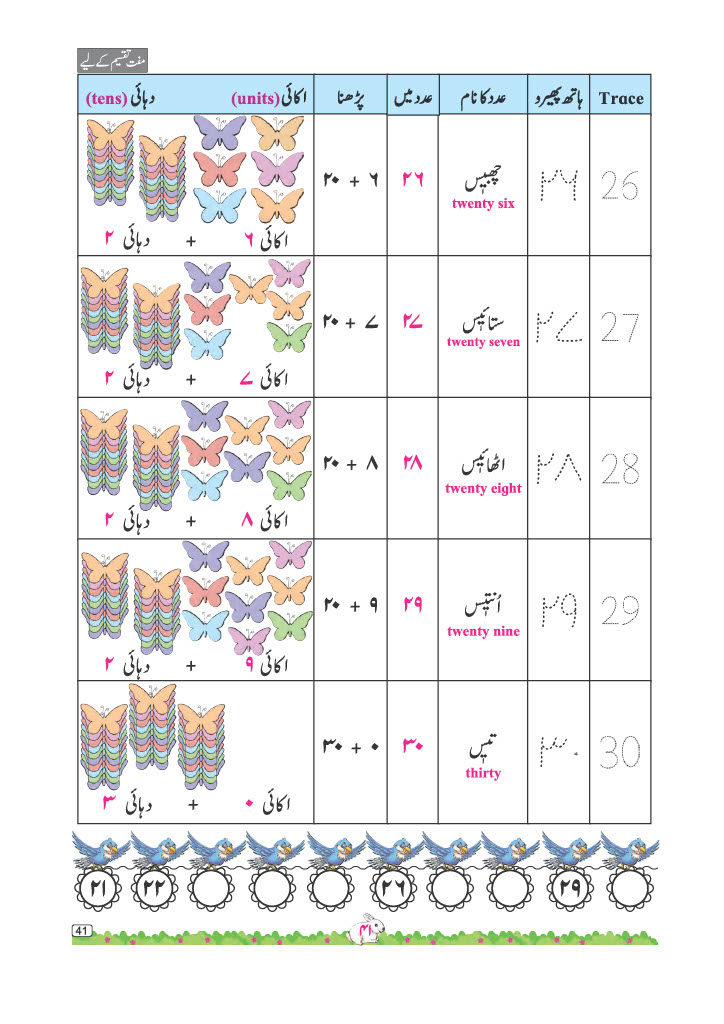 مفت تقسیم کے لیے
Trace ہاتھ پھیرو عدد کا نام عدد میں پڑھنا اکائی (units) دہائی (tens)
26 ۲۶ چھبیس ۲۶ ۲۰ + ۶
twenty six
اکائی ۶ + دہائی ۲
27 ۲۷ ستائیس ۲۷ ۲۰ + ۷
twenty seven
اکائی ۷ + دہائی ۲
28 ۲۸ اٹھائیس ۲۸ ۲۰ + ۸
twenty eight
اکائی ۸ + دہائی ۲
29 ۲۹ اُنتیس ۲۹ ۲۰ + ۹
twenty nine
اکائی ۹ + دہائی ۲
30 ۳۰ تیس ۳۰ ۳۰ + ۰
thirty
اکائی ۰ + دہائی ۳
۲۱ ۲۲ ۲۶ ۲۹
41 ۴۱